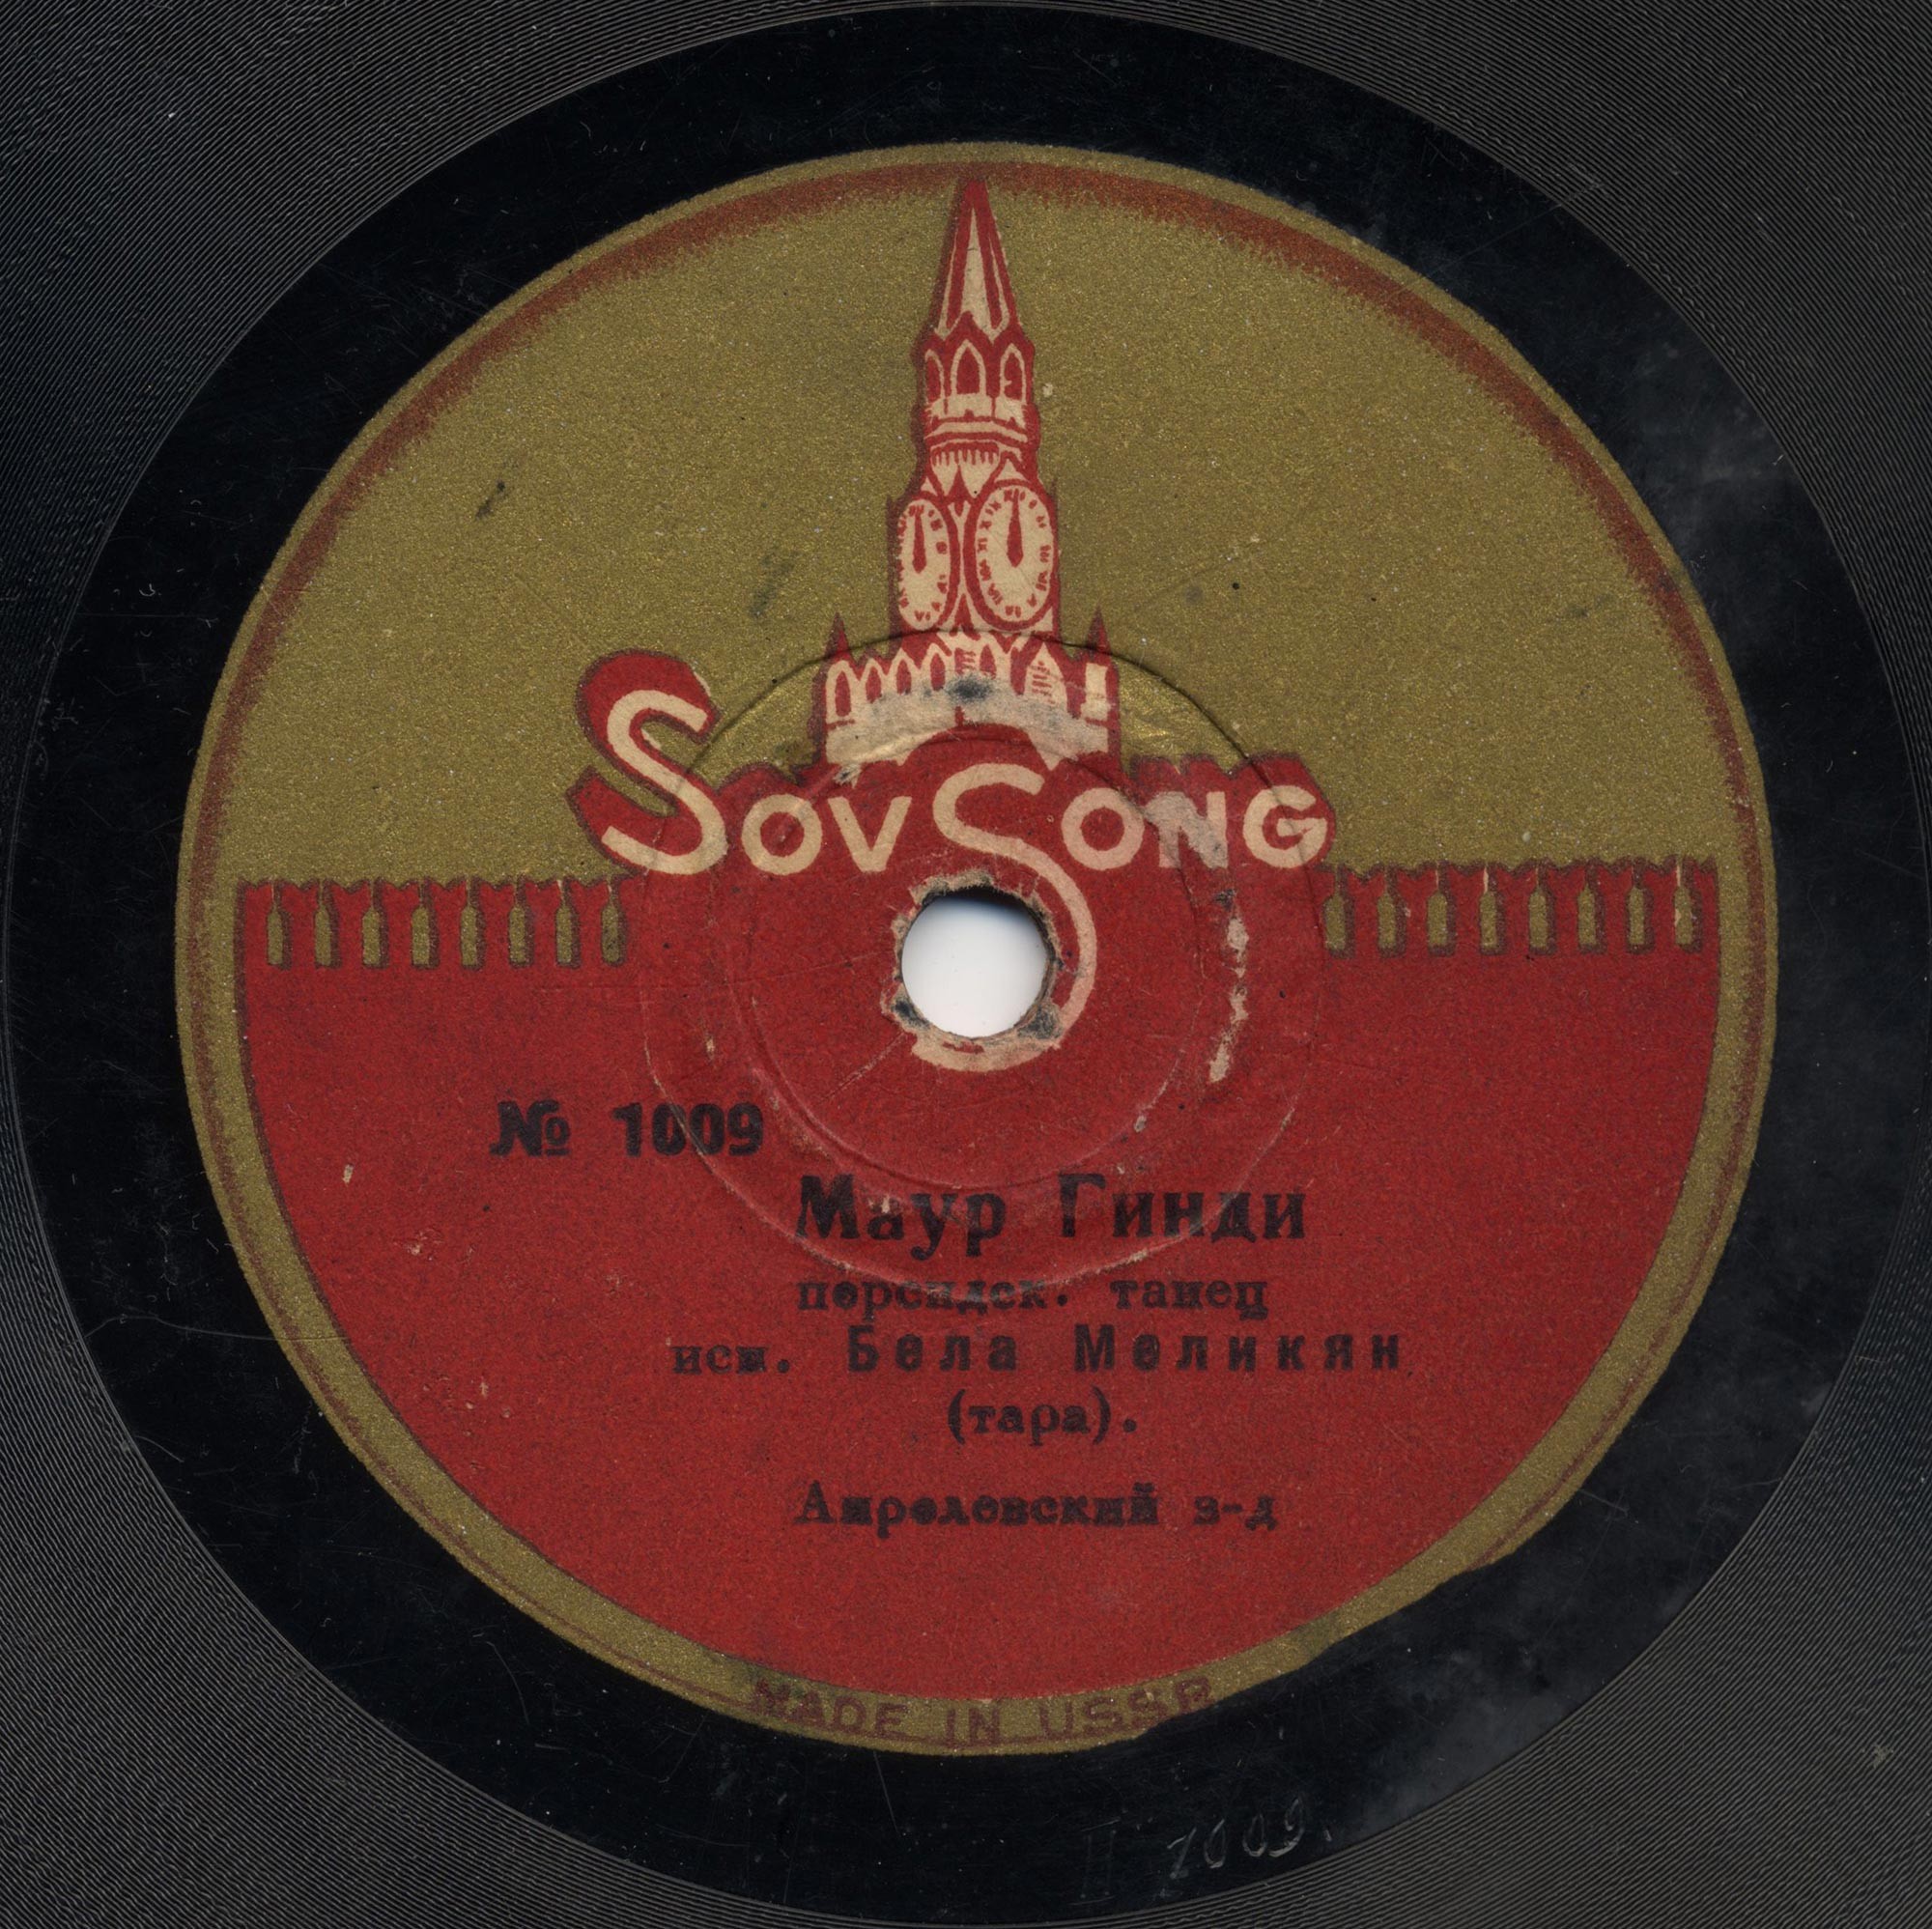 SovSong
№ 1009
Маур Гинди
персидск. танец
исп. Бела Меликян
(тара).
Апрелевский з-д
MADE IN USSR
1009.